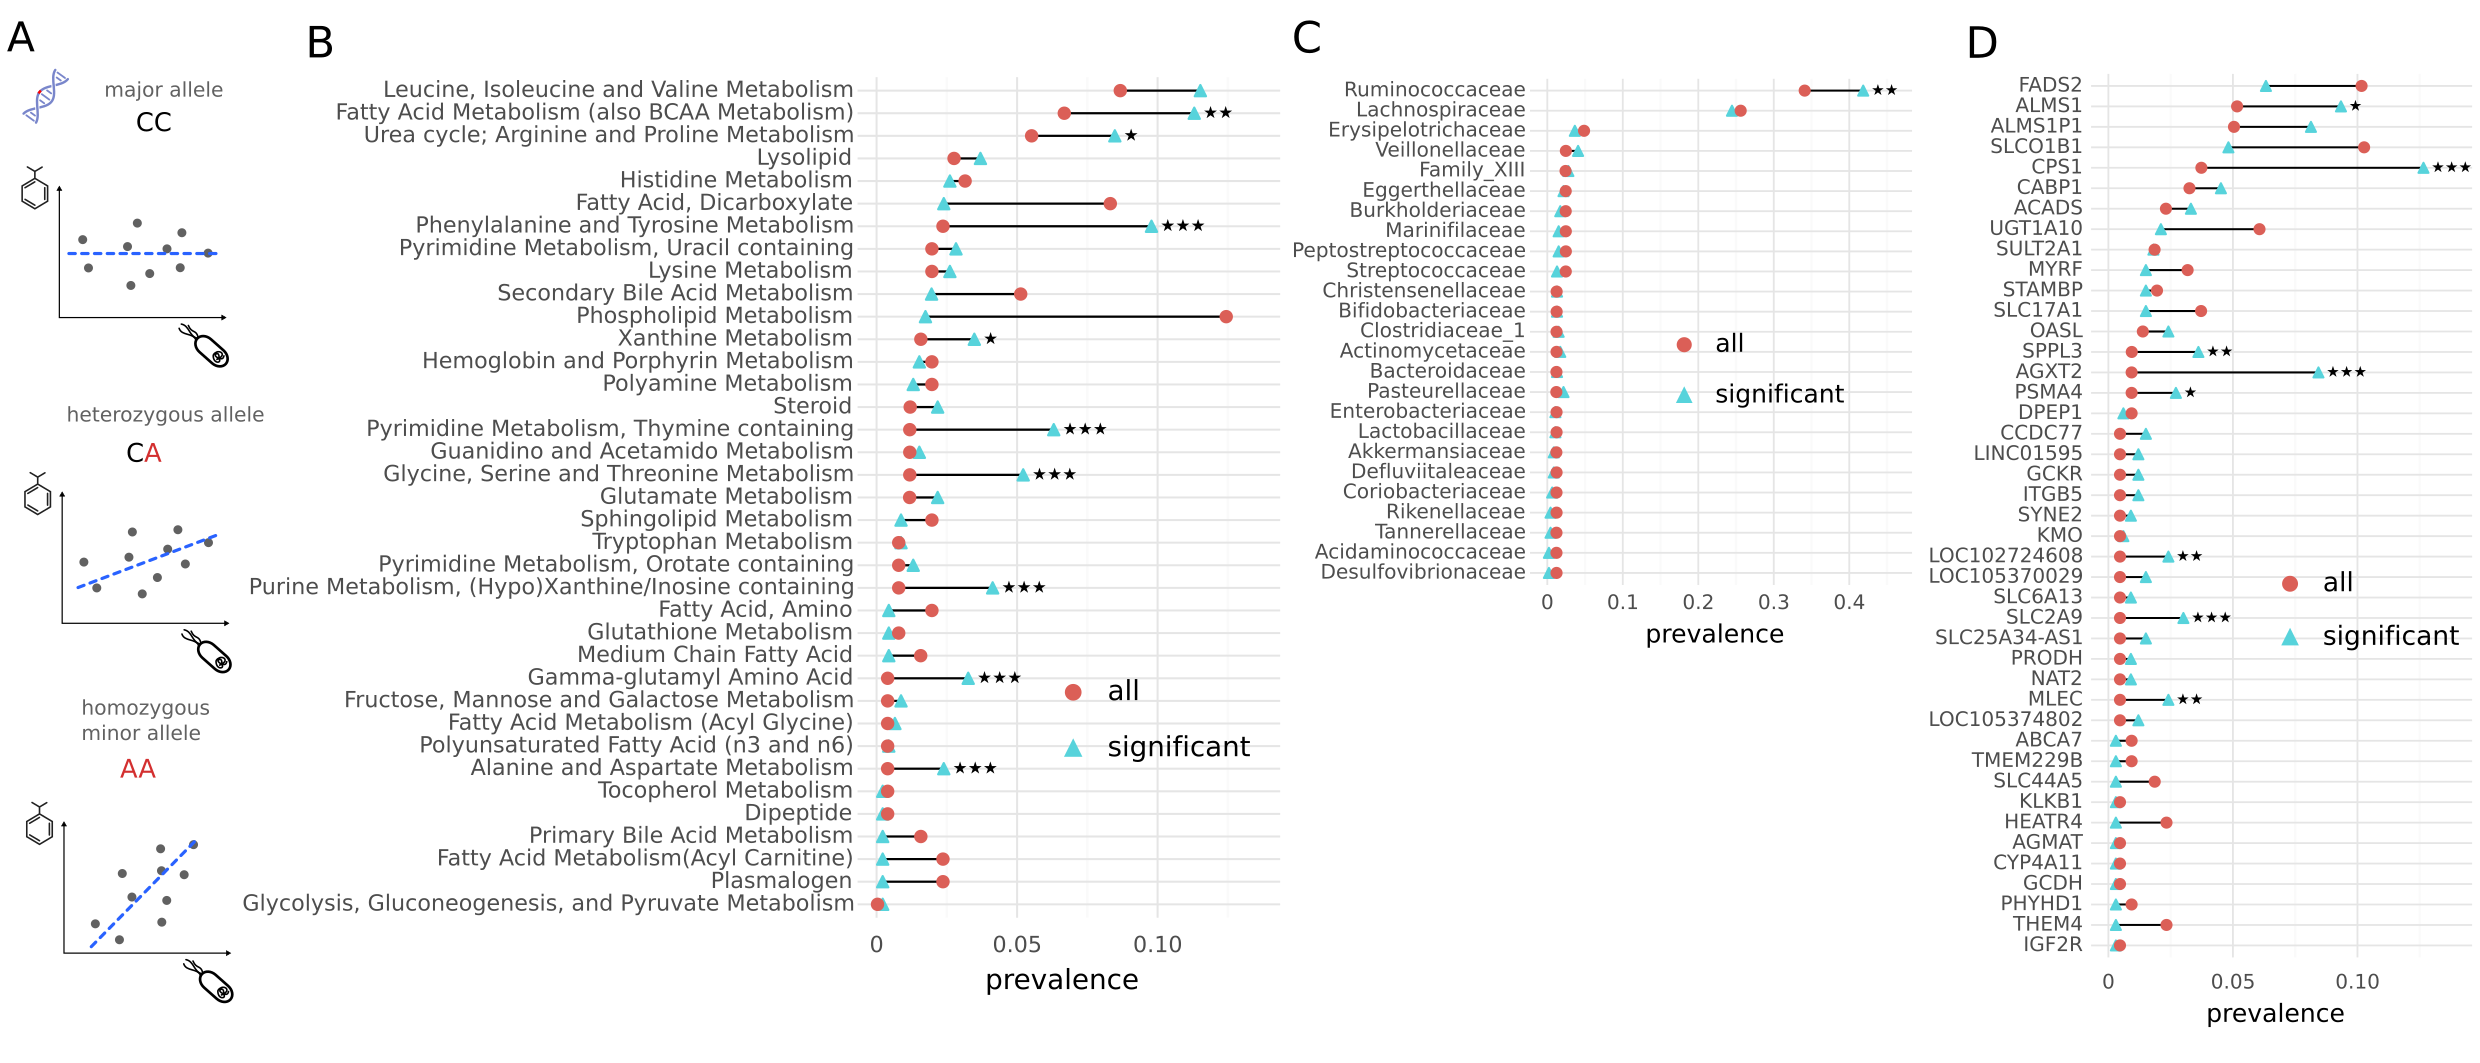 A
major allele
CC
heterozygous allele
CA
homozygous
minor allele
AA
B
Leucine, Isoleucine and Valine Metabolism
Fatty Acid Metabolism (also BCAA Metabolism)
★★
Urea cycle; Arginine and Proline Metabolism
★
Lysolipid
Histidine Metabolism
Fatty Acid, Dicarboxylate
Phenylalanine and Tyrosine Metabolism
★★★
Pyrimidine Metabolism, Uracil containing
Lysine Metabolism
Secondary Bile Acid Metabolism
Phospholipid Metabolism
Xanthine Metabolism
★
Hemoglobin and Porphyrin Metabolism
Polyamine Metabolism
Steroid
Pyrimidine Metabolism, Thymine containing
★★★
Guanidino and Acetamido Metabolism
Glycine, Serine and Threonine Metabolism
★★★
Glutamate Metabolism
Sphingolipid Metabolism
Tryptophan Metabolism
Pyrimidine Metabolism, Orotate containing
Purine Metabolism, (Hypo)Xanthine/Inosine containing
★★★
Fatty Acid, Amino
Glutathione Metabolism
Medium Chain Fatty Acid
Gamma-glutamyl Amino Acid
★★★
Fructose, Mannose and Galactose Metabolism
Fatty Acid Metabolism (Acyl Glycine)
Polyunsaturated Fatty Acid (n3 and n6)
Alanine and Aspartate Metabolism
★★★
Tocopherol Metabolism
Dipeptide
Primary Bile Acid Metabolism
Fatty Acid Metabolism(Acyl Carnitine)
Plasmalogen
Glycolysis, Gluconeogenesis, and Pyruvate Metabolism
all
significant
0 0.05 0.10
prevalence
C
Ruminococcaceae
★★
Lachnospiraceae
Erysipelotrichaceae
Veillonellaceae
Family_XIII
Eggerthellaceae
Burkholderiaceae
Marinifilaceae
Peptostreptococcaceae
Streptococcaceae
Christensenellaceae
Bifidobacteriaceae
Clostridiaceae_1
Actinomycetaceae
Bacteroidaceae
Pasteurellaceae
Enterobacteriaceae
Lactobacillaceae
Akkermansiaceae
Defluviitaleaceae
Coriobacteriaceae
Rikenellaceae
Tannerellaceae
Acidaminococcaceae
Desulfovibrionaceae
all
significant
0 0.1 0.2 0.3 0.4
prevalence
D
FADS2
ALMS1
★
ALMS1P1
SLCO1B1
CPS1
★★★
CABP1
ACADS
UGT1A10
SULT2A1
MYRF
STAMBP
SLC17A1
OASL
SPPL3
★★
AGXT2
★★★
PSMA4
★
DPEP1
CCDC77
LINC01595
GCKR
ITGB5
SYNE2
KMO
LOC102724608
★★
LOC105370029
SLC6A13
SLC2A9
★★★
SLC25A34-AS1
PRODH
NAT2
MLEC
★★
LOC105374802
ABCA7
TMEM229B
SLC44A5
KLKB1
HEATR4
AGMAT
CYP4A11
GCDH
PHYHD1
THEM4
IGF2R
all
significant
0 0.05 0.10
prevalence